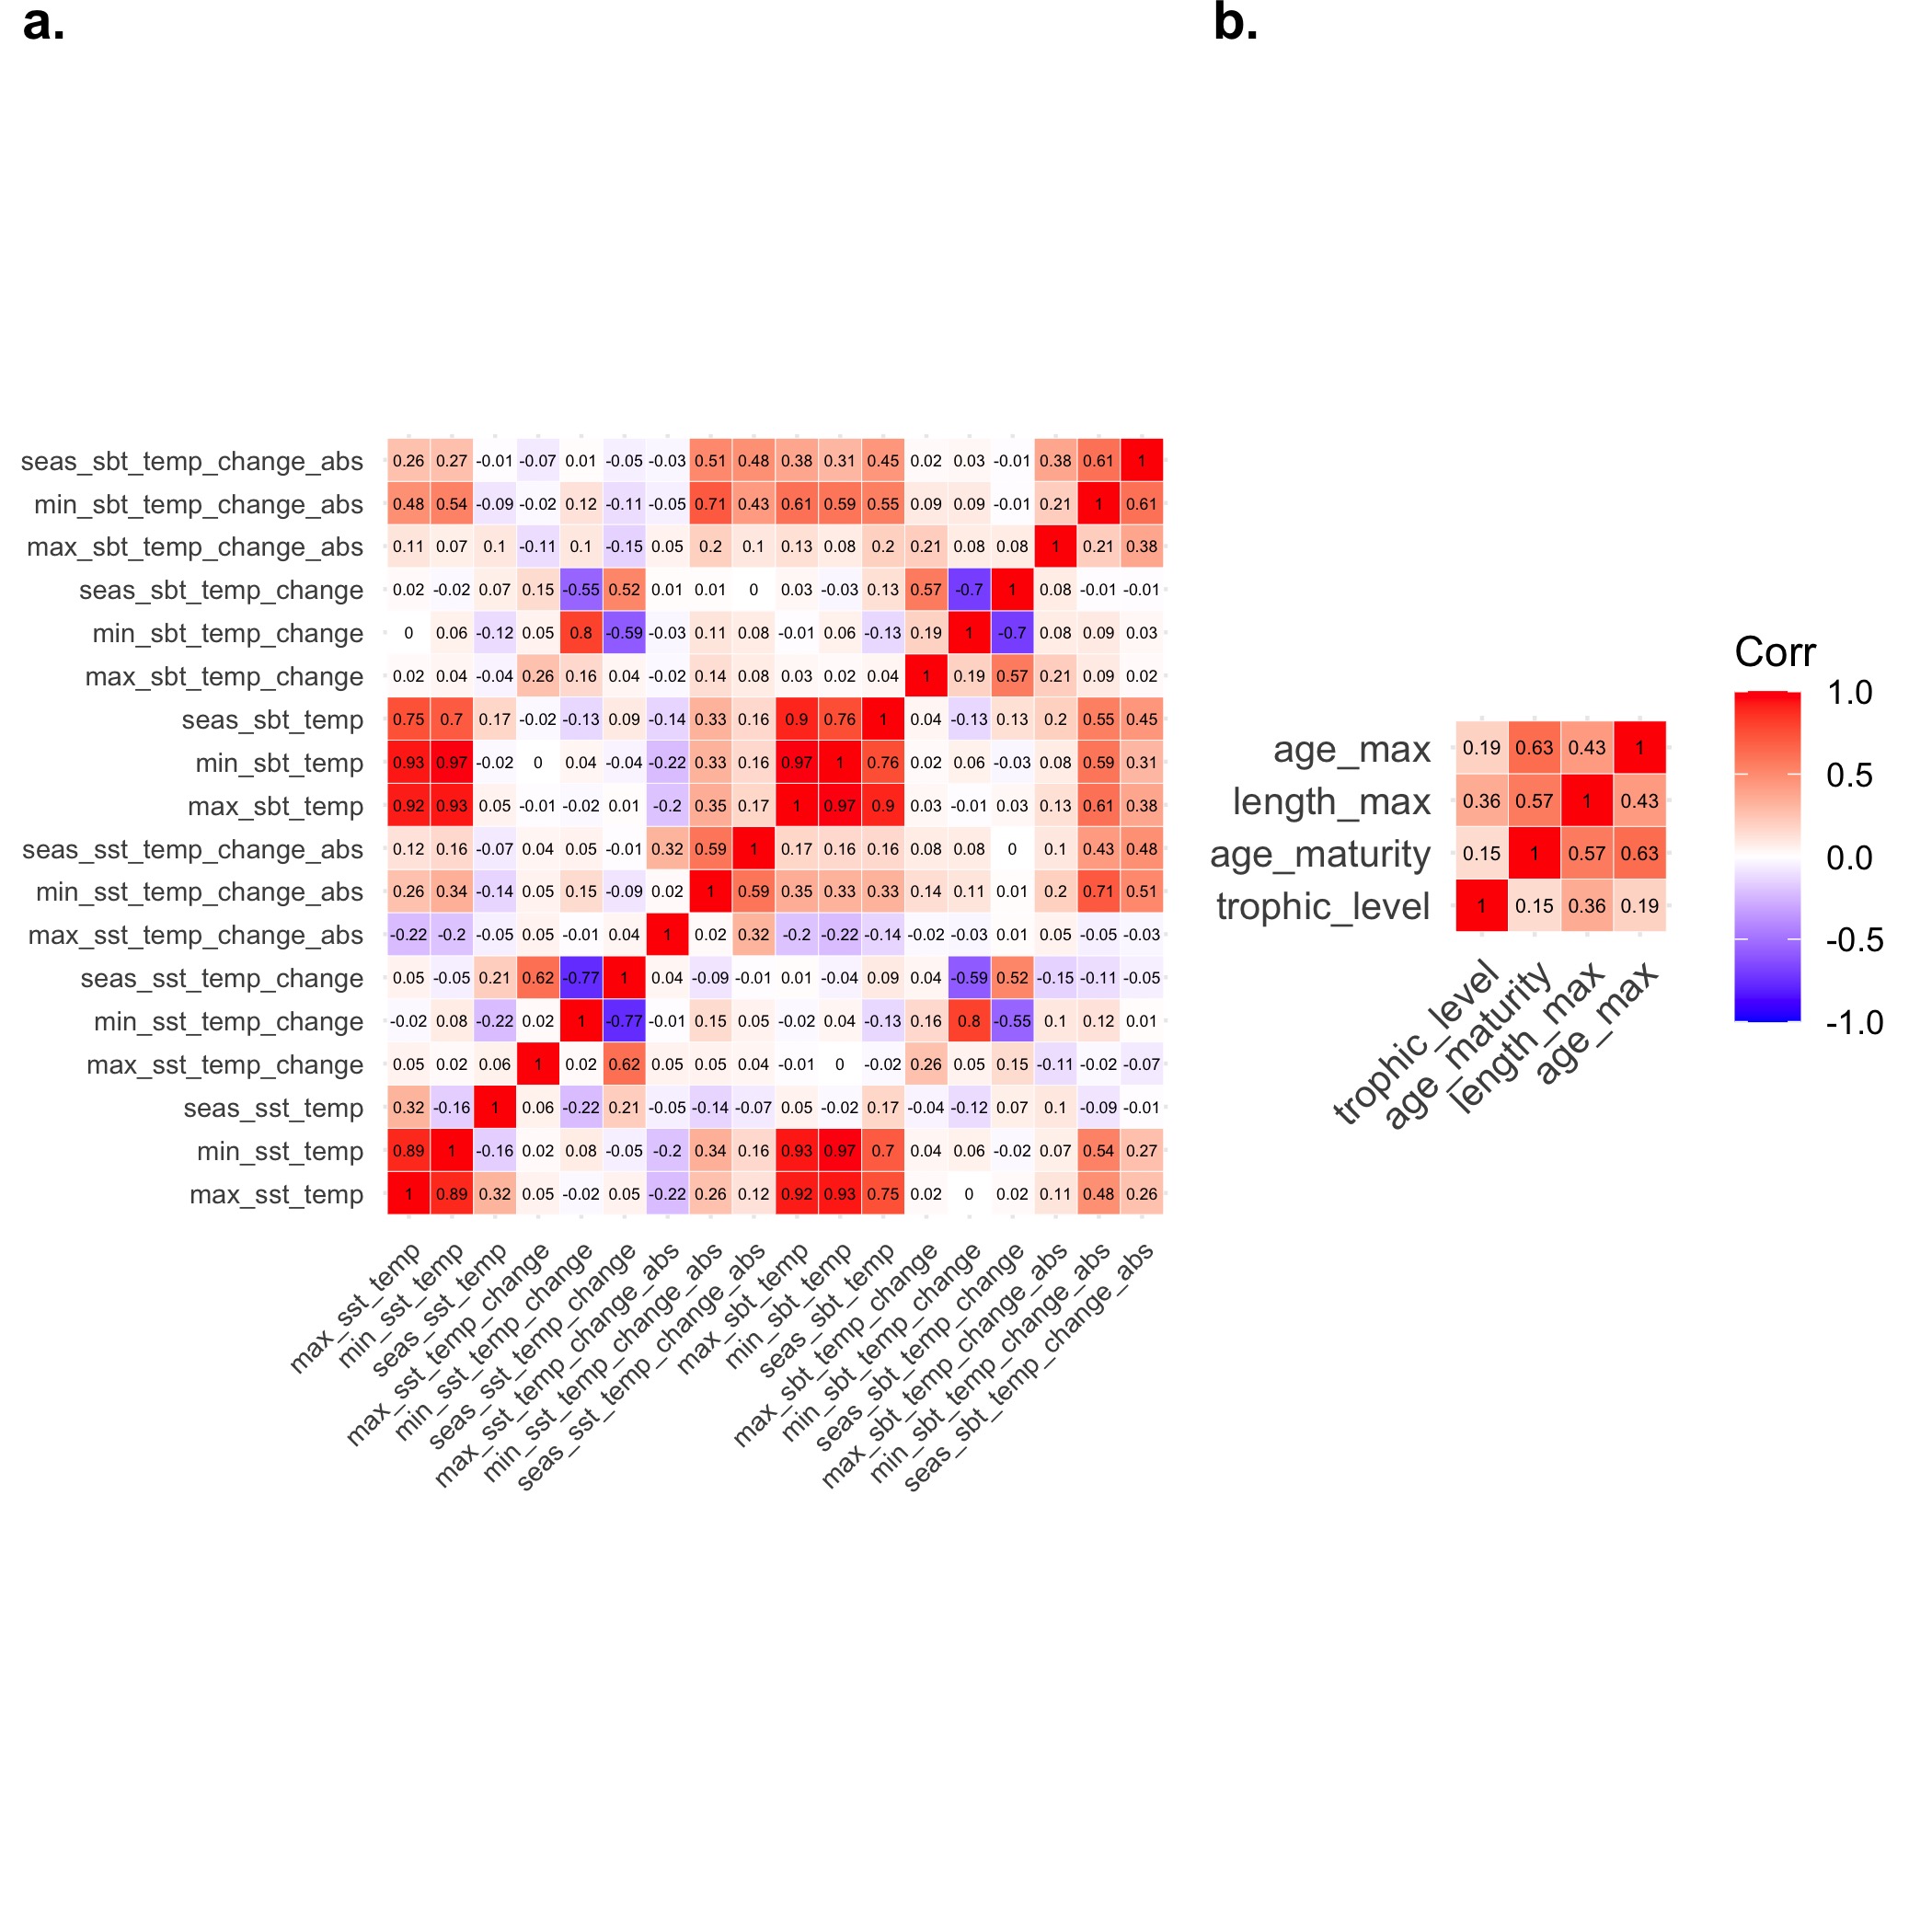 a.
b.
seas_sbt_temp_change_abs 0.26 0.27 -0.01 -0.07 0.01 -0.05 -0.03 0.51 0.48 0.38 0.31 0.45 0.02 0.03 -0.01 0.38 0.61 1
min_sbt_temp_change_abs 0.48 0.54 -0.09 -0.02 0.12 -0.11 -0.05 0.71 0.43 0.61 0.59 0.55 0.09 0.09 -0.01 0.21 1 0.61
max_sbt_temp_change_abs 0.11 0.07 0.1 -0.11 0.1 -0.15 0.05 0.2 0.1 0.13 0.08 0.2 0.21 0.08 0.08 1 0.21 0.38
seas_sbt_temp_change 0.02 -0.02 0.07 0.15 -0.55 0.52 0.01 0.01 0 0.03 -0.03 0.13 0.57 -0.7 1 0.08 -0.01 -0.01
min_sbt_temp_change 0 0.06 -0.12 0.05 0.8 -0.59 -0.03 0.11 0.08 -0.01 0.06 -0.13 0.19 1 -0.7 0.08 0.09 0.03
max_sbt_temp_change 0.02 0.04 -0.04 0.26 0.16 0.04 -0.02 0.14 0.08 0.03 0.02 0.04 1 0.19 0.57 0.21 0.09 0.02
seas_sbt_temp 0.75 0.7 0.17 -0.02 -0.13 0.09 -0.14 0.33 0.16 0.9 0.76 1 0.04 -0.13 0.13 0.2 0.55 0.45
min_sbt_temp 0.93 0.97 -0.02 0 0.04 -0.04 -0.22 0.33 0.16 0.97 1 0.76 0.02 0.06 -0.03 0.08 0.59 0.31
max_sbt_temp 0.92 0.93 0.05 -0.01 -0.02 0.01 -0.2 0.35 0.17 1 0.97 0.9 0.03 -0.01 0.03 0.13 0.61 0.38
seas_sst_temp_change_abs 0.12 0.16 -0.07 0.04 0.05 -0.01 0.32 0.59 1 0.17 0.16 0.16 0.08 0.08 0 0.1 0.43 0.48
min_sst_temp_change_abs 0.26 0.34 -0.14 0.05 0.15 -0.09 0.02 1 0.59 0.35 0.33 0.33 0.14 0.11 0.01 0.2 0.71 0.51
max_sst_temp_change_abs -0.22 -0.2 -0.05 0.05 -0.01 0.04 1 0.02 0.32 -0.2 -0.22 -0.14 -0.02 -0.03 0.01 0.05 -0.05 -0.03
seas_sst_temp_change 0.05 -0.05 0.21 0.62 -0.77 1 0.04 -0.09 -0.01 0.01 -0.04 0.09 0.04 -0.59 0.52 -0.15 -0.11 -0.05
min_sst_temp_change -0.02 0.08 -0.22 0.02 1 -0.77 -0.01 0.15 0.05 -0.02 0.04 -0.13 0.16 0.8 -0.55 0.1 0.12 0.01
max_sst_temp_change 0.05 0.02 0.06 1 0.02 0.62 0.05 0.05 0.04 -0.01 0 -0.02 0.26 0.05 0.15 -0.11 -0.02 -0.07
seas_sst_temp 0.32 -0.16 1 0.06 -0.22 0.21 -0.05 -0.14 -0.07 0.05 -0.02 0.17 -0.04 -0.12 0.07 0.1 -0.09 -0.01
min_sst_temp 0.89 1 -0.16 0.02 0.08 -0.05 -0.2 0.34 0.16 0.93 0.97 0.7 0.04 0.06 -0.02 0.07 0.54 0.27
max_sst_temp 1 0.89 0.32 0.05 -0.02 0.05 -0.22 0.26 0.12 0.92 0.93 0.75 0.02 0 0.02 0.11 0.48 0.26
max_sst_temp
min_sst_temp
seas_sst_temp
max_sst_temp_change
min_sst_temp_change
seas_sst_temp_change
max_sst_temp_change_abs
min_sst_temp_change_abs
seas_sst_temp_change_abs
max_sbt_temp
min_sbt_temp
seas_sbt_temp
max_sbt_temp_change
min_sbt_temp_change
seas_sbt_temp_change
max_sbt_temp_change_abs
min_sbt_temp_change_abs
seas_sbt_temp_change_abs
age_max 0.19 0.63 0.43 1
length_max 0.36 0.57 1 0.43
age_maturity 0.15 1 0.57 0.63
trophic_level 1 0.15 0.36 0.19
trophic_level
age_maturity
length_max
age_max
Corr
1.0
0.5
0.0
-0.5
-1.0